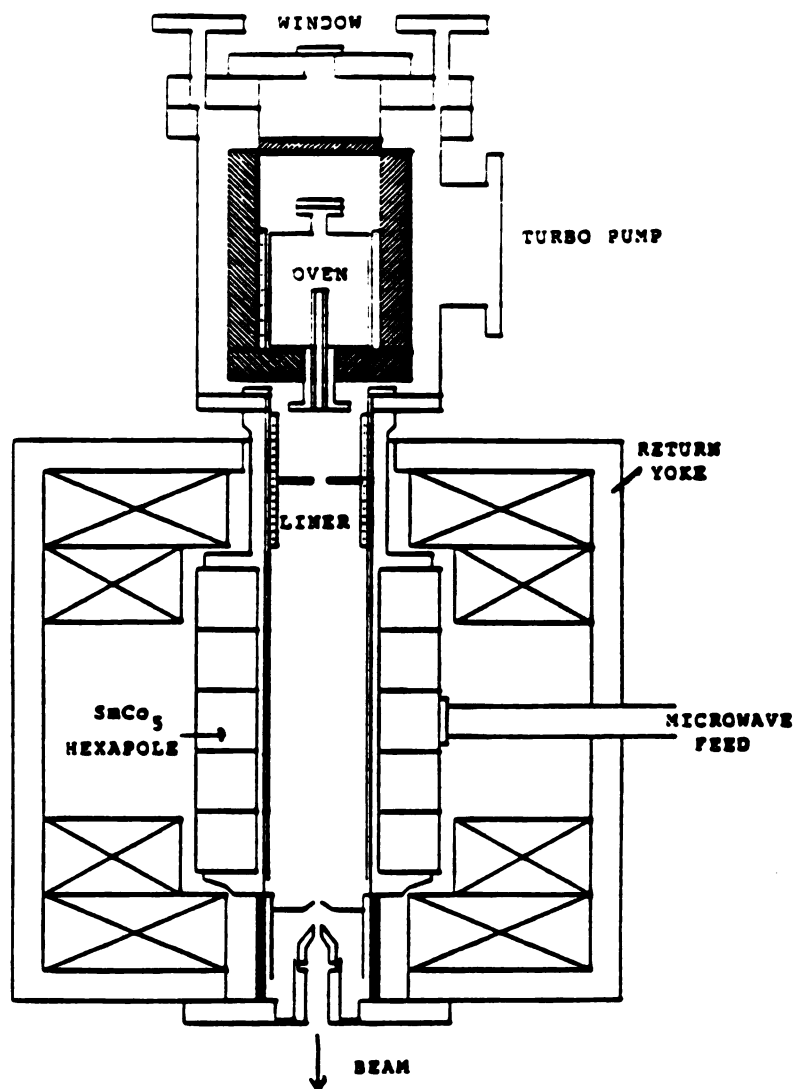 WINDOW
TURBO PUMP
OVEN
RETURN
YOKE
LINER
SmCo5
HEXAPOLE
MICROWAVE
FEED
BEAM